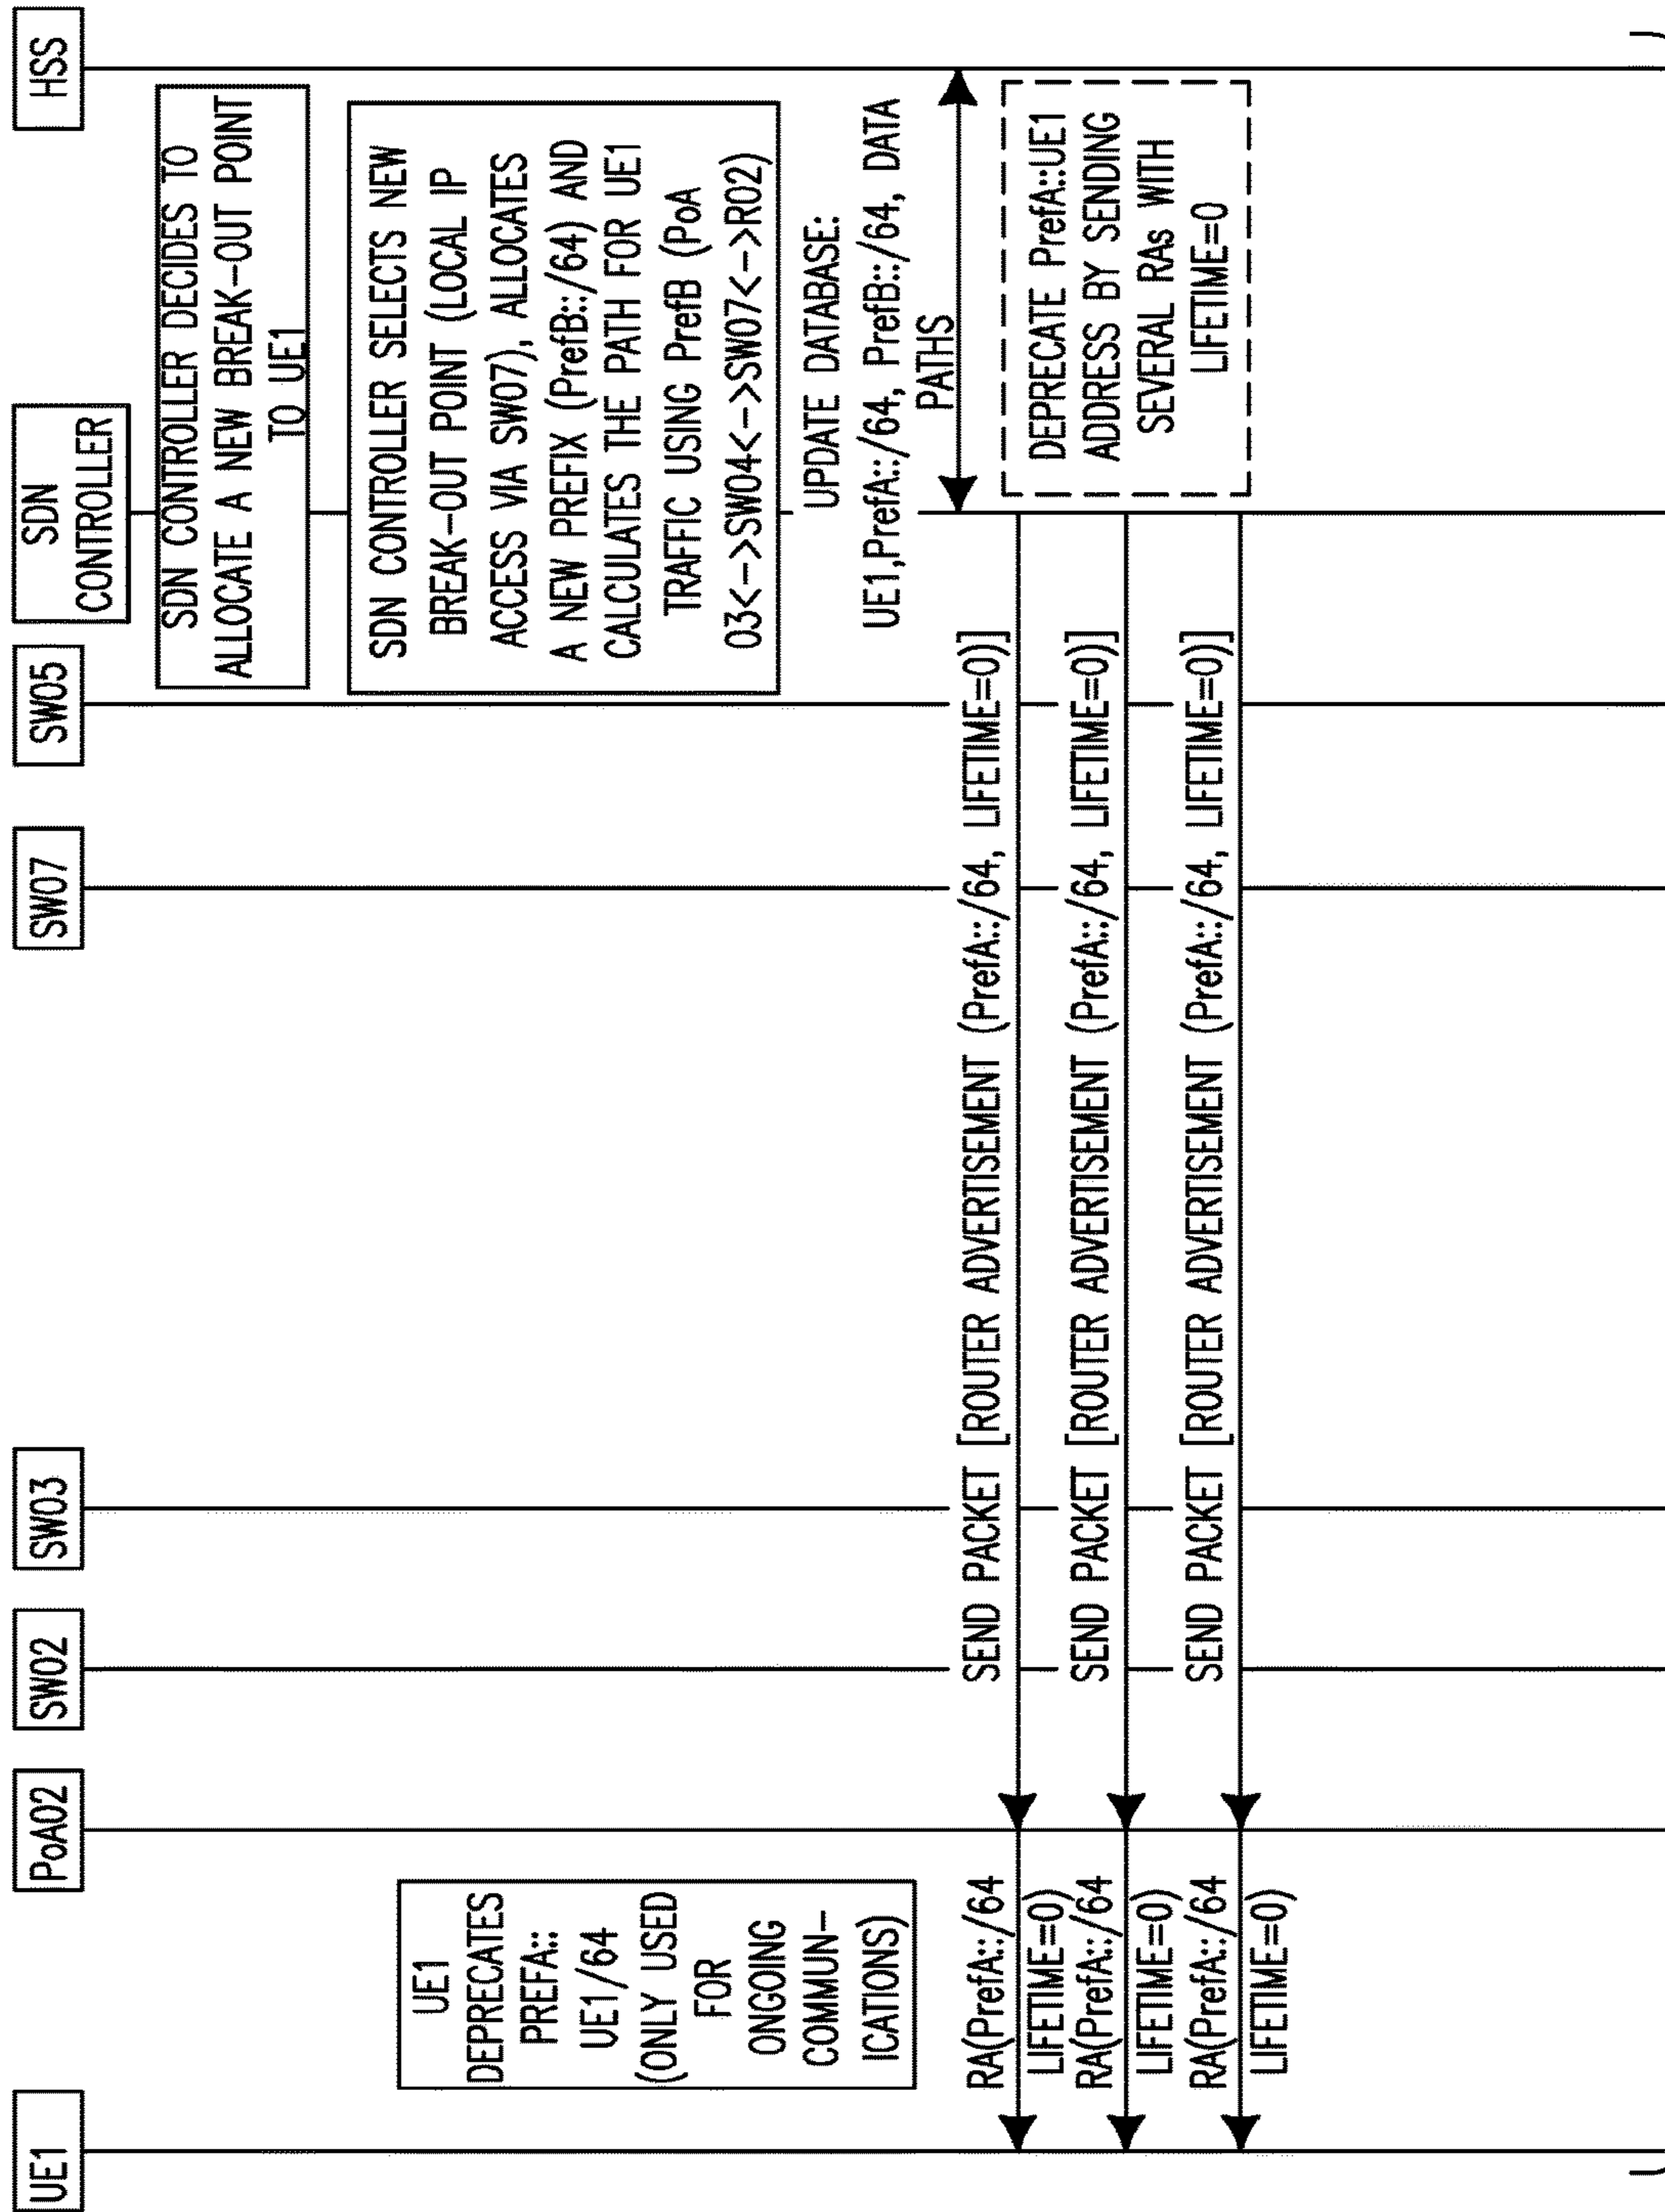 UE1
PoA02
SW02
SW03
SW07
SW05
SDN
CONTROLLER
HSS
SDN CONTROLLER DECIDES TO
ALLOCATE A NEW BREAK-OUT POINT
TO UE1
SDN CONTROLLER SELECTS NEW
BREAK-OUT POINT (LOCAL IP
ACCESS VIA SW07), ALLOCATES
A NEW PREFIX (PrefB::/64) AND
CALCULATES THE PATH FOR UE1
TRAFFIC USING PrefB (PoA
03<->SW04<->SW07<->R02)
UE1
DEPRECATES
PREFA::
UE1/64
(ONLY USED
FOR
ONGOING
COMMUN-
ICATIONS)
UPDATE DATABASE:
UE1,PrefA::/64, PrefB::/64, DATA
PATHS
DEPRECATE PrefA::UE1
ADDRESS BY SENDING
SEVERAL RAs WITH
LIFETIME=0
SEND PACKET [ROUTER ADVERTISEMENT (PrefA::/64, LIFETIME=0)]
RA(PrefA::/64
LIFETIME=0)
SEND PACKET [ROUTER ADVERTISEMENT (PrefA::/64, LIFETIME=0)]
RA(PrefA::/64
LIFETIME=0)
SEND PACKET [ROUTER ADVERTISEMENT (PrefA::/64, LIFETIME=0)]
RA(PrefA::/64
LIFETIME=0)